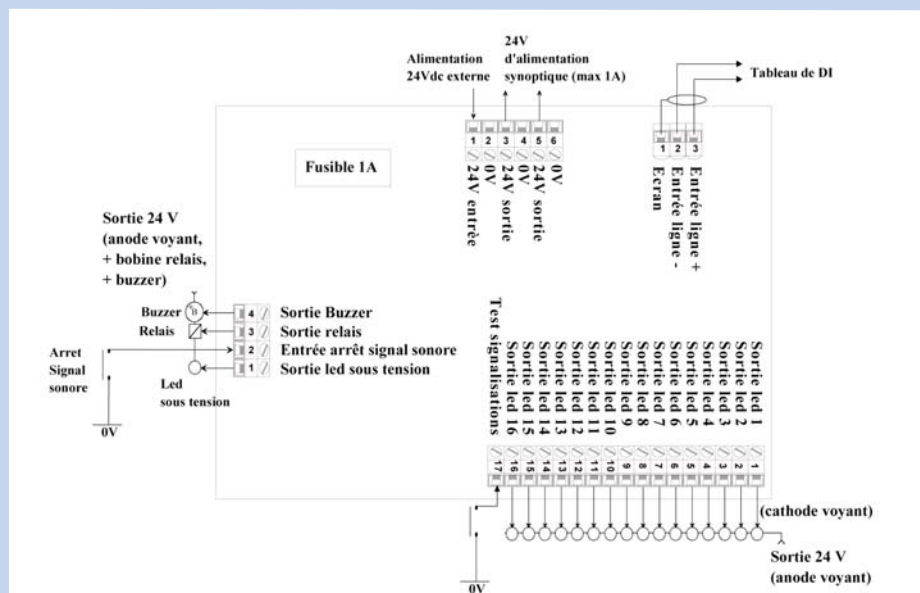 Alimentation
24Vdc externe
24V
d'alimentation
synoptique (max 1A)
Tableau de DI
Fusible 1A
1
2
3
4
5
6
24V entrèe
0V
24V sortie
0V
24V sortie
0V
1
2
3
Ecran
Entrée ligne -
Entrée ligne +
Sortie 24 V
(anode voyant,
+ bobine relais,
+ buzzer)
Buzzer
B
4
Sortie Buzzer
Relais
3
Sortie relais
2
Entrée arrêt signal sonore
1
Sortie led sous tension
Arret
Signal
sonore
Led
sous tension
0V
Test signalisations
Sortie led 16
Sortie led 15
Sortie led 14
Sortie led 13
Sortie led 12
Sortie led 11
Sortie led 10
Sortie led 9
Sortie led 8
Sortie led 7
Sortie led 6
Sortie led 5
Sortie led 4
Sortie led 3
Sortie led 2
Sortie led 1
17
16
15
14
13
12
11
10
9
8
7
6
5
4
3
2
1
(cathode voyant)
Sortie 24 V
(anode voyant)
0V